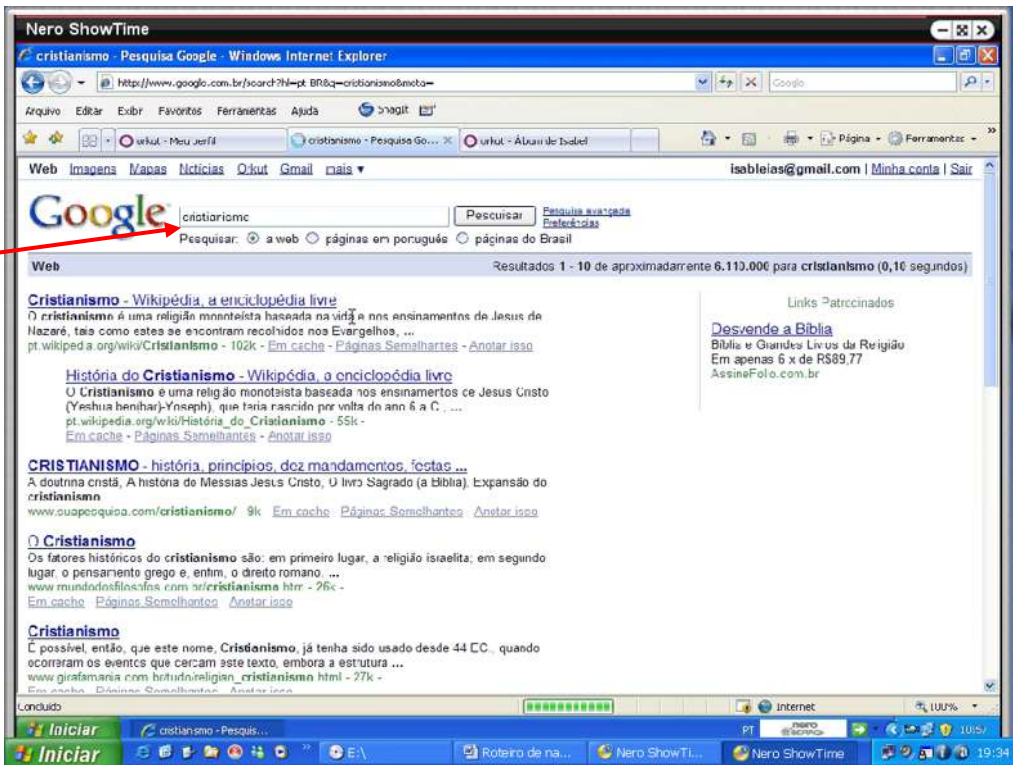 Nero ShowTime
cristianismo - Pesquisa Google - Windows Internet Explorer
http://www.google.com.br/search?hl=pt-BR&q=cristianismo&meta=
Google
Arquivo Editar Exibir Favoritos Ferramentas Ajuda SnagIt
orkut - Meu perfil
cristianismo - Pesquisa Go...
orkut - Álbum de Isabel
Página Ferramentas
Web Imagens Mapas Notícias Orkut Gmail mais ▼
isableias@gmail.com | Minha conta | Sair
Google
cristianismo
Pesquisar
Pesquisa avançada
Preferências
Pesquisar: a web páginas em português páginas do Brasil
Web
Resultados 1 - 10 de aproximadamente 6.110.000 para cristianismo (0,10 segundos)
Cristianismo - Wikipédia, a enciclopédia livre
O cristianismo é uma religião monoteísta baseada na vida e nos ensinamentos de Jesus de
Nazaré, tais como estes se encontram recolhidos nos Evangelhos, ...
pt.wikipedia.org/wiki/Cristianismo - 102k - Em cache - Páginas Semelhantes - Anotar isso
História do Cristianismo - Wikipédia, a enciclopédia livre
O Cristianismo é uma religião monoteísta baseada nos ensinamentos de Jesus Cristo
(Yeshua ben(bar)-Yoseph), que teria nascido por volta do ano 6 a.C., ...
pt.wikipedia.org/wiki/História_do_Cristianismo - 55k -
Em cache - Páginas Semelhantes - Anotar isso
CRISTIANISMO - história, princípios, dez mandamentos, festas ...
A doutrina cristã, A história do Messias Jesus Cristo, O livro Sagrado (a Bíblia), Expansão do
cristianismo
www.suapesquisa.com/cristianismo/ 9k Em cache Páginas Semelhantes Anotar isso
O Cristianismo
Os fatores históricos do cristianismo são: em primeiro lugar, a religião israelita; em segundo
lugar, o pensamento grego e, enfim, o direito romano. ...
www.mundodosfilosofos.com.br/cristianismo.htm - 26k -
Em cache Páginas Semelhantes Anotar isso
Cristianismo
É possível, então, que este nome, Cristianismo, já tenha sido usado desde 44 EC., quando
ocorreram os eventos que cercam este texto, embora a estrutura ...
www.girafamania.com.br/tudo/religiao_cristianismo.html - 27k -
Em cache Páginas Semelhantes Anotar isso
Links Patrocinados
Desvende a Bíblia
Bíblia e Grandes Livros da Religião
Em apenas 6 x de R$89,77
AssineFolo.com.br
Concluído
Internet
100%
Iniciar
cristianismo - Pesquis...
PT
nero
10:57
Iniciar
E:\
Roteiro de na...
Nero ShowTi...
Nero ShowTime
19:34